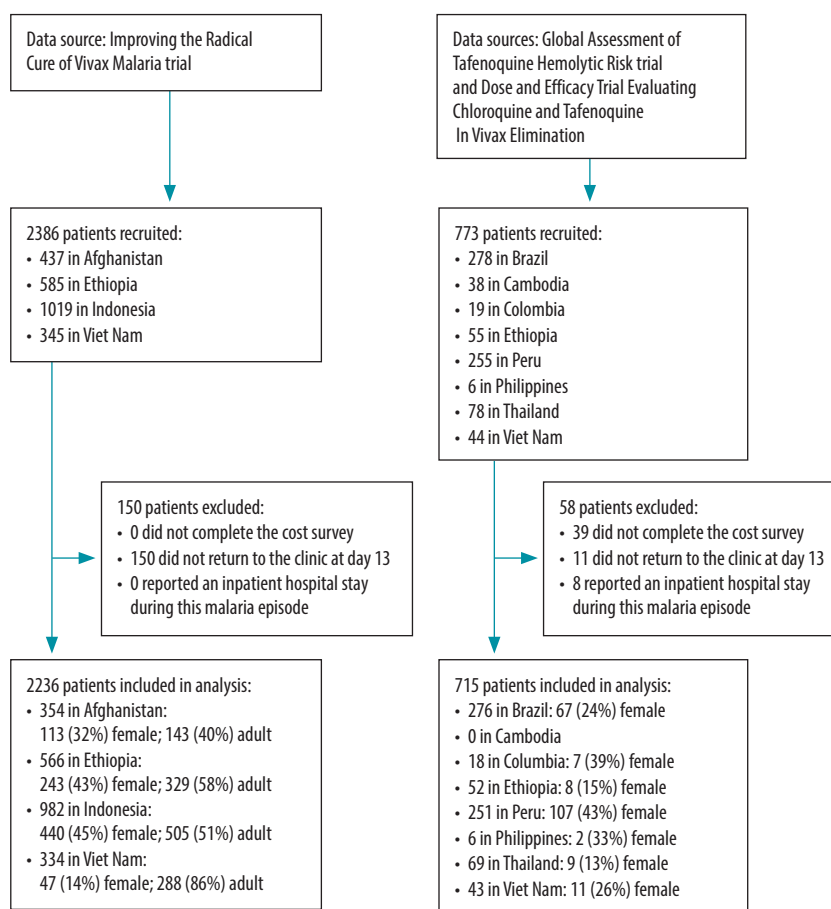 Data source: Improving the Radical
Cure of Vivax Malaria trial
2386 patients recruited:
• 437 in Afghanistan
• 585 in Ethiopia
• 1019 in Indonesia
• 345 in Viet Nam
150 patients excluded:
• 0 did not complete the cost survey
• 150 did not return to the clinic at day 13
• 0 reported an inpatient hospital stay
during this malaria episode
2236 patients included in analysis:
• 354 in Afghanistan:
113 (32%) female; 143 (40%) adult
• 566 in Ethiopia:
243 (43%) female; 329 (58%) adult
• 982 in Indonesia:
440 (45%) female; 505 (51%) adult
• 334 in Viet Nam:
47 (14%) female; 288 (86%) adult
Data sources: Global Assessment of
Tafenoquine Hemolytic Risk trial
and Dose and Efficacy Trial Evaluating
Chloroquine and Tafenoquine
In Vivax Elimination
773 patients recruited:
• 278 in Brazil
• 38 in Cambodia
• 19 in Colombia
• 55 in Ethiopia
• 255 in Peru
• 6 in Philippines
• 78 in Thailand
• 44 in Viet Nam
58 patients excluded:
• 39 did not complete the cost survey
• 11 did not return to the clinic at day 13
• 8 reported an inpatient hospital stay
during this malaria episode
715 patients included in analysis:
• 276 in Brazil: 67 (24%) female
• 0 in Cambodia
• 18 in Columbia: 7 (39%) female
• 52 in Ethiopia: 8 (15%) female
• 251 in Peru: 107 (43%) female
• 6 in Philippines: 2 (33%) female
• 69 in Thailand: 9 (13%) female
• 43 in Viet Nam: 11 (26%) female